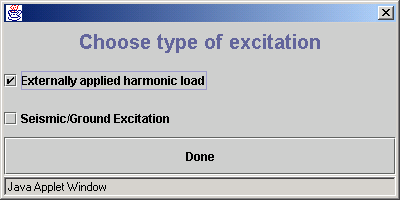 Choose type of excitation
Externally applied harmonic load
Seismic/Ground Excitation
Done
Java Applet Window